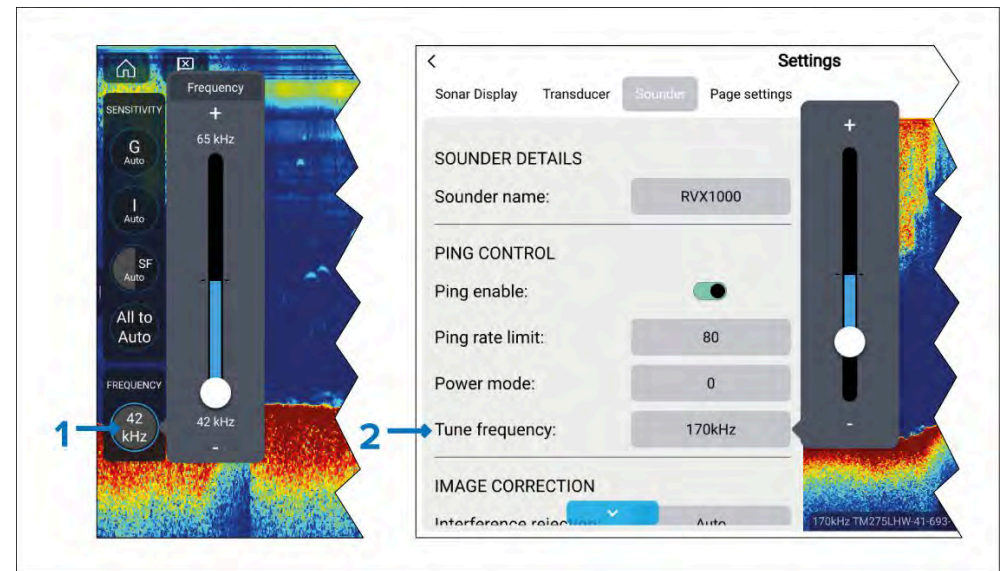 Frequency
+
65 kHz
SENSITIVITY
G
Auto
I
Auto
SF
Auto
All to
Auto
FREQUENCY
42
kHz
42 kHz
-
1
Settings
Sonar Display Transducer Sounder Page settings
SOUNDER DETAILS
Sounder name: RVX1000
PING CONTROL
Ping enable:
Ping rate limit: 80
Power mode: 0
2
Tune frequency: 170kHz
IMAGE CORRECTION
Interference rejec Auto
+
-
170kHz TM275LHW-41-693-